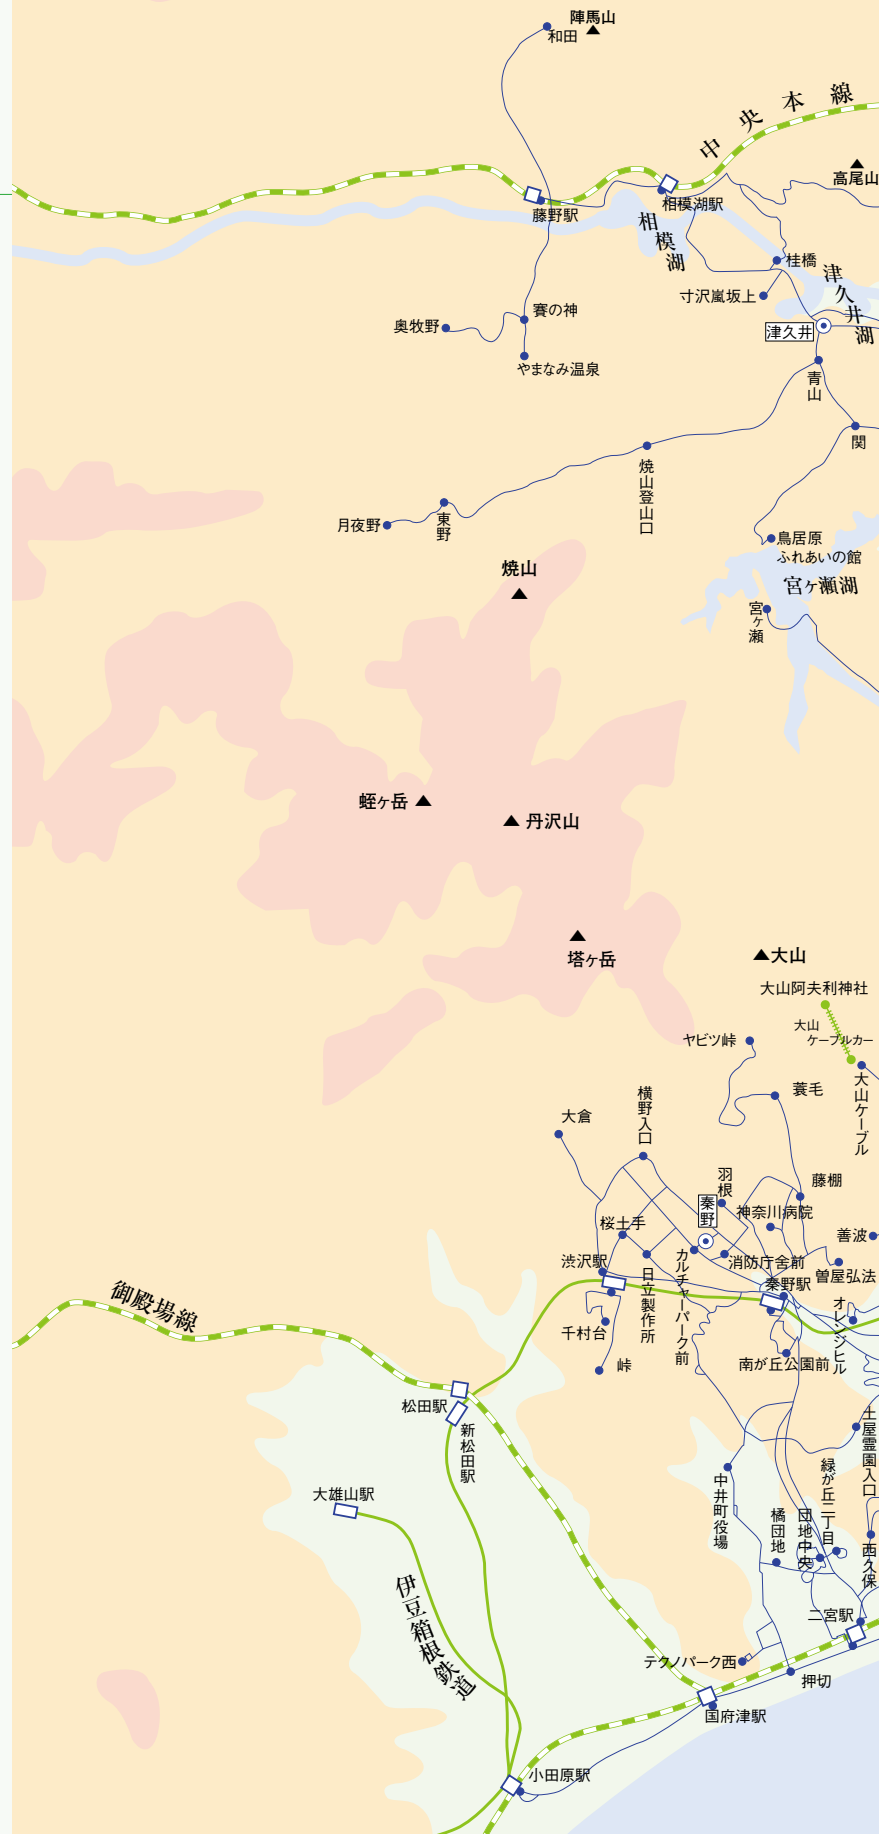 陣馬山
和田
中央本線
高尾山
藤野駅
相模湖駅
相模湖
桂橋
津久井湖
寸沢嵐坂上
賽の神
奥牧野
津久井
やまなみ温泉
青山
関
焼山登山口
月夜野
東野
鳥居原
ふれあいの館
焼山
宮ヶ瀬湖
宮ヶ瀬
蛭ヶ岳
丹沢山
塔ヶ岳
大山
大山阿夫利神社
大山
ケーブルカー
ヤビツ峠
大山ケーブル
蓑毛
横野入口
大倉
羽根
藤棚
秦野
神奈川病院
桜土手
善波
渋沢駅
消防庁舎前
曽屋弘法
日立製作所
カルチャーパーク前
秦野駅
オレンジヒル
御殿場線
千村台
峠
南が丘公園前
松田駅
新松田駅
土屋霊園入口
緑が丘二丁目
中井町役場
大雄山駅
橘団地
団地中央
西久保
伊豆箱根鉄道
二宮駅
テクノパーク西
押切
国府津駅
小田原駅